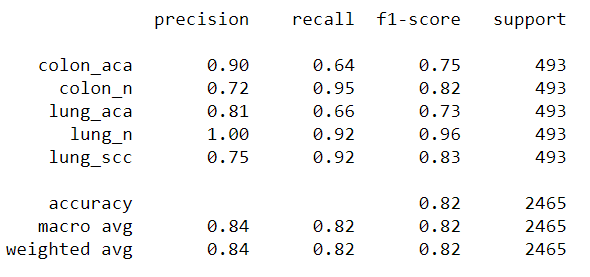 precision recall f1-score support
colon_aca 0.90 0.64 0.75 493
colon_n 0.72 0.95 0.82 493
lung_aca 0.81 0.66 0.73 493
lung_n 1.00 0.92 0.96 493
lung_scc 0.75 0.92 0.83 493
accuracy 0.82 2465
macro avg 0.84 0.82 0.82 2465
weighted avg 0.84 0.82 0.82 2465